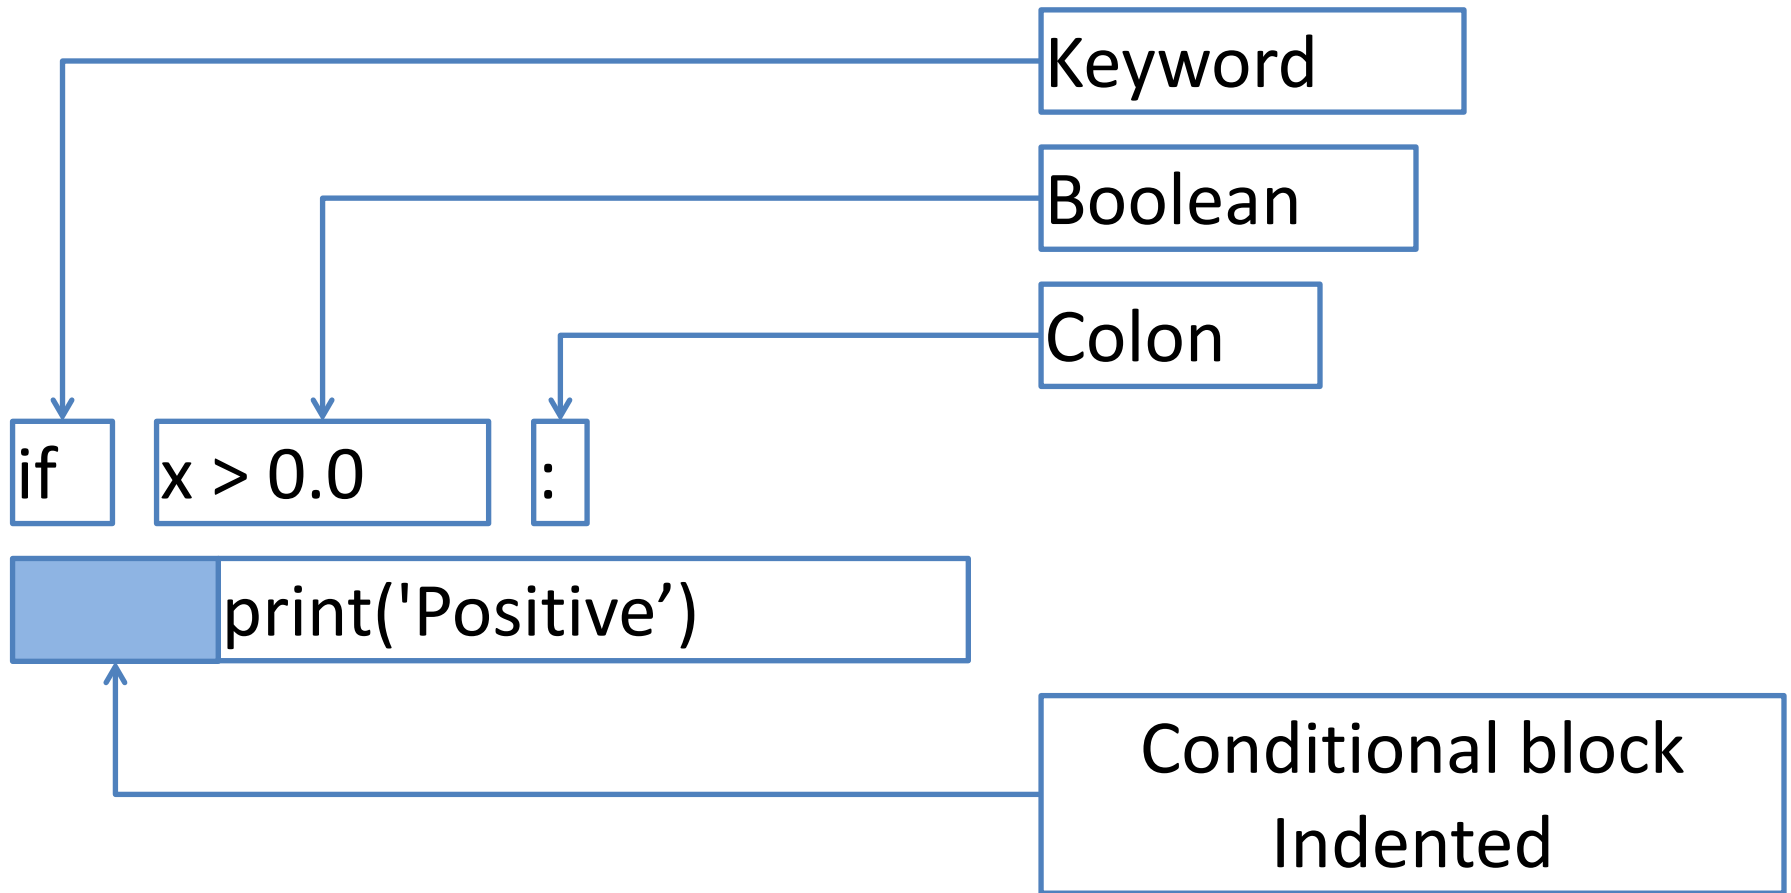 Keyword
Boolean
Colon
if x > 0.0 :
print('Positive’)
Conditional block
Indented